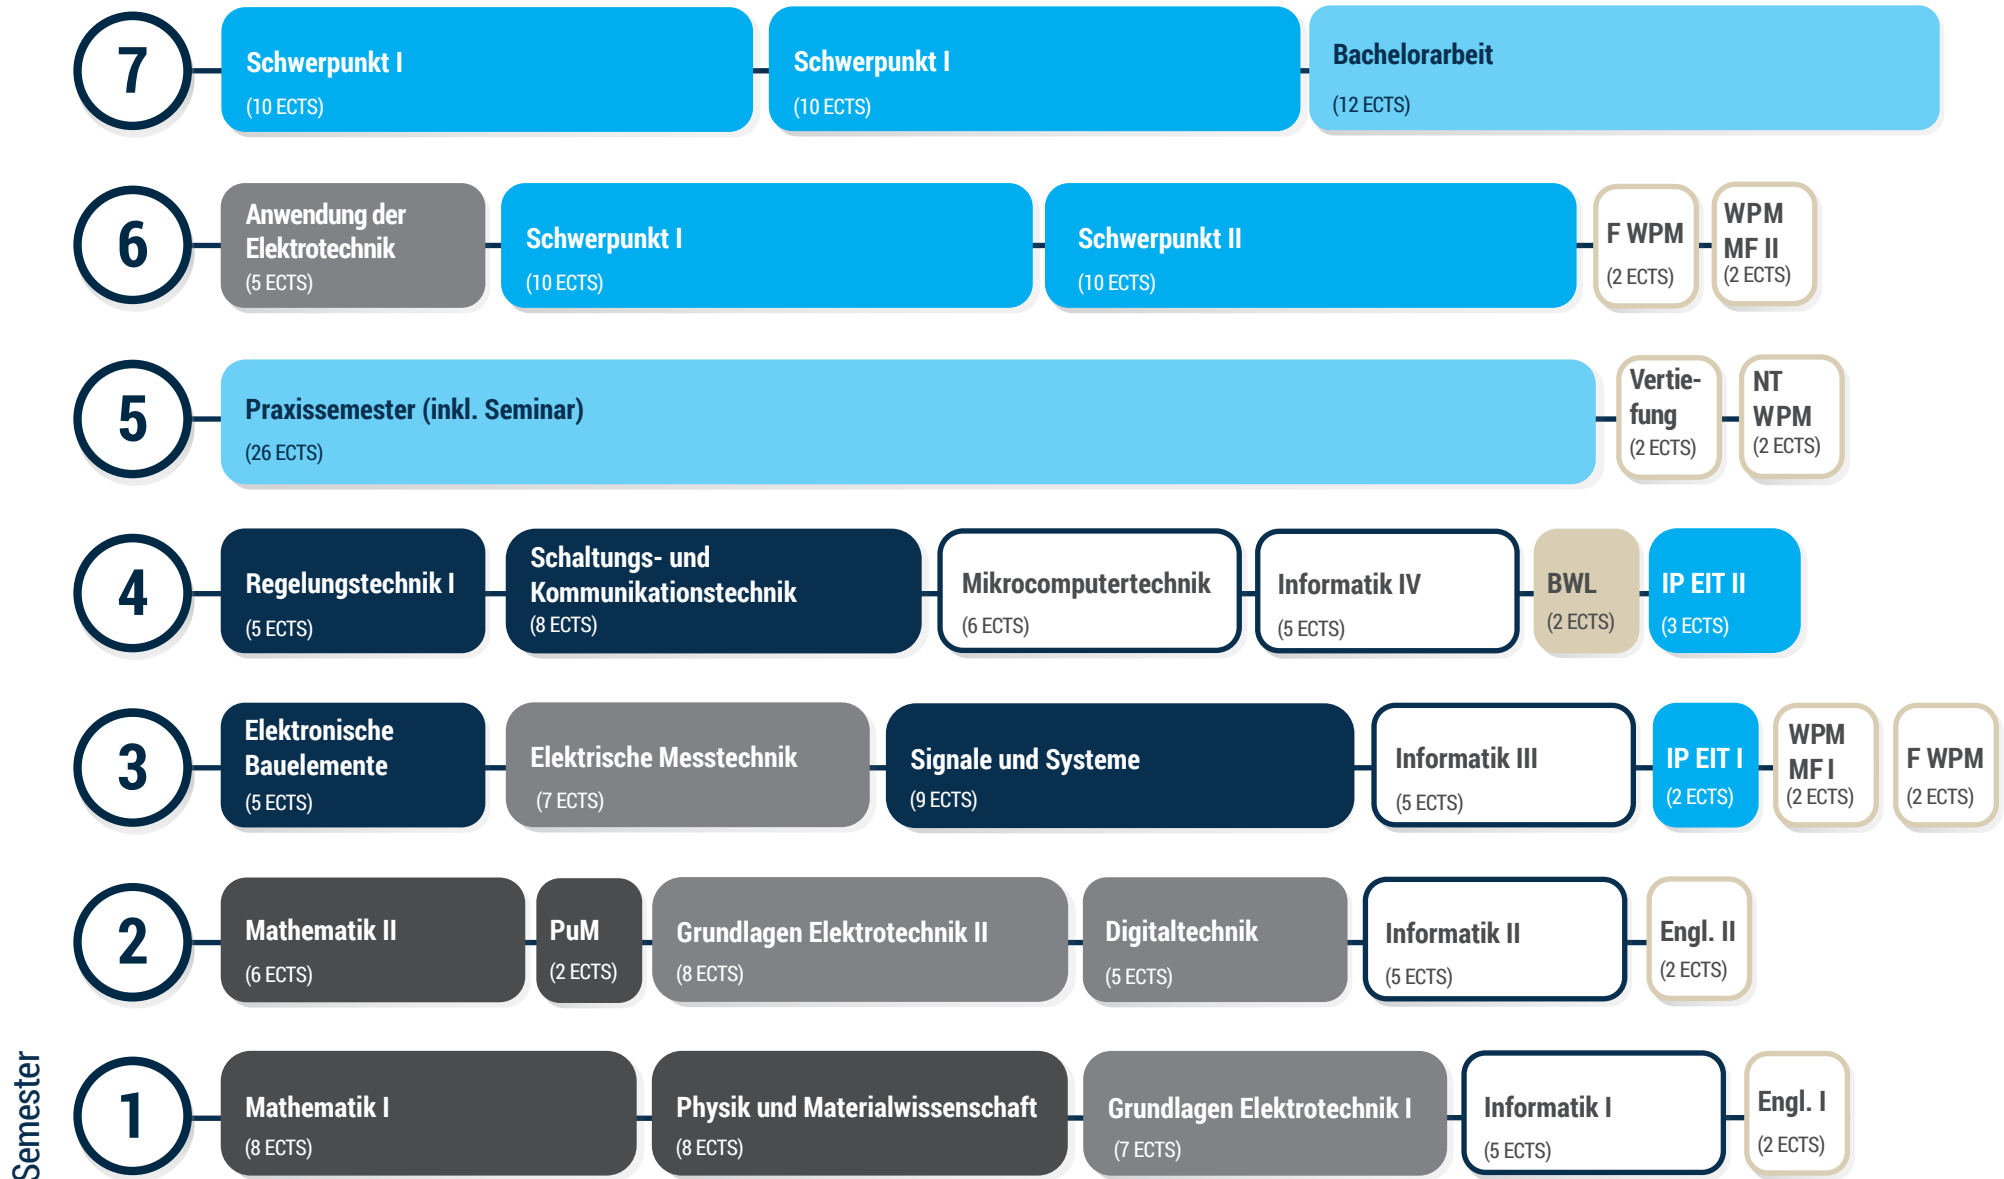 7
Schwerpunkt I
(10 ECTS)
Schwerpunkt I
(10 ECTS)
Bachelorarbeit
(12 ECTS)
6
Anwendung der
Elektrotechnik
(5 ECTS)
Schwerpunkt I
(10 ECTS)
Schwerpunkt II
(10 ECTS)
F WPM
(2 ECTS)
WPM
MF II
(2 ECTS)
5
Praxissemester (inkl. Seminar)
(26 ECTS)
Vertie-
fung
(2 ECTS)
NT
WPM
(2 ECTS)
4
Regelungstechnik I
(5 ECTS)
Schaltungs- und
Kommunikationstechnik
(8 ECTS)
Mikrocomputertechnik
(6 ECTS)
Informatik IV
(5 ECTS)
BWL
(2 ECTS)
IP EIT II
(3 ECTS)
3
Elektronische
Bauelemente
(5 ECTS)
Elektrische Messtechnik
(7 ECTS)
Signale und Systeme
(9 ECTS)
Informatik III
(5 ECTS)
IP EIT I
(2 ECTS)
WPM
MF I
(2 ECTS)
F WPM
(2 ECTS)
2
Mathematik II
(6 ECTS)
PuM
(2 ECTS)
Grundlagen Elektrotechnik II
(8 ECTS)
Digitaltechnik
(5 ECTS)
Informatik II
(5 ECTS)
Engl. II
(2 ECTS)
Semester
1
Mathematik I
(8 ECTS)
Physik und Materialwissenschaft
(8 ECTS)
Grundlagen Elektrotechnik I
(7 ECTS)
Informatik I
(5 ECTS)
Engl. I
(2 ECTS)